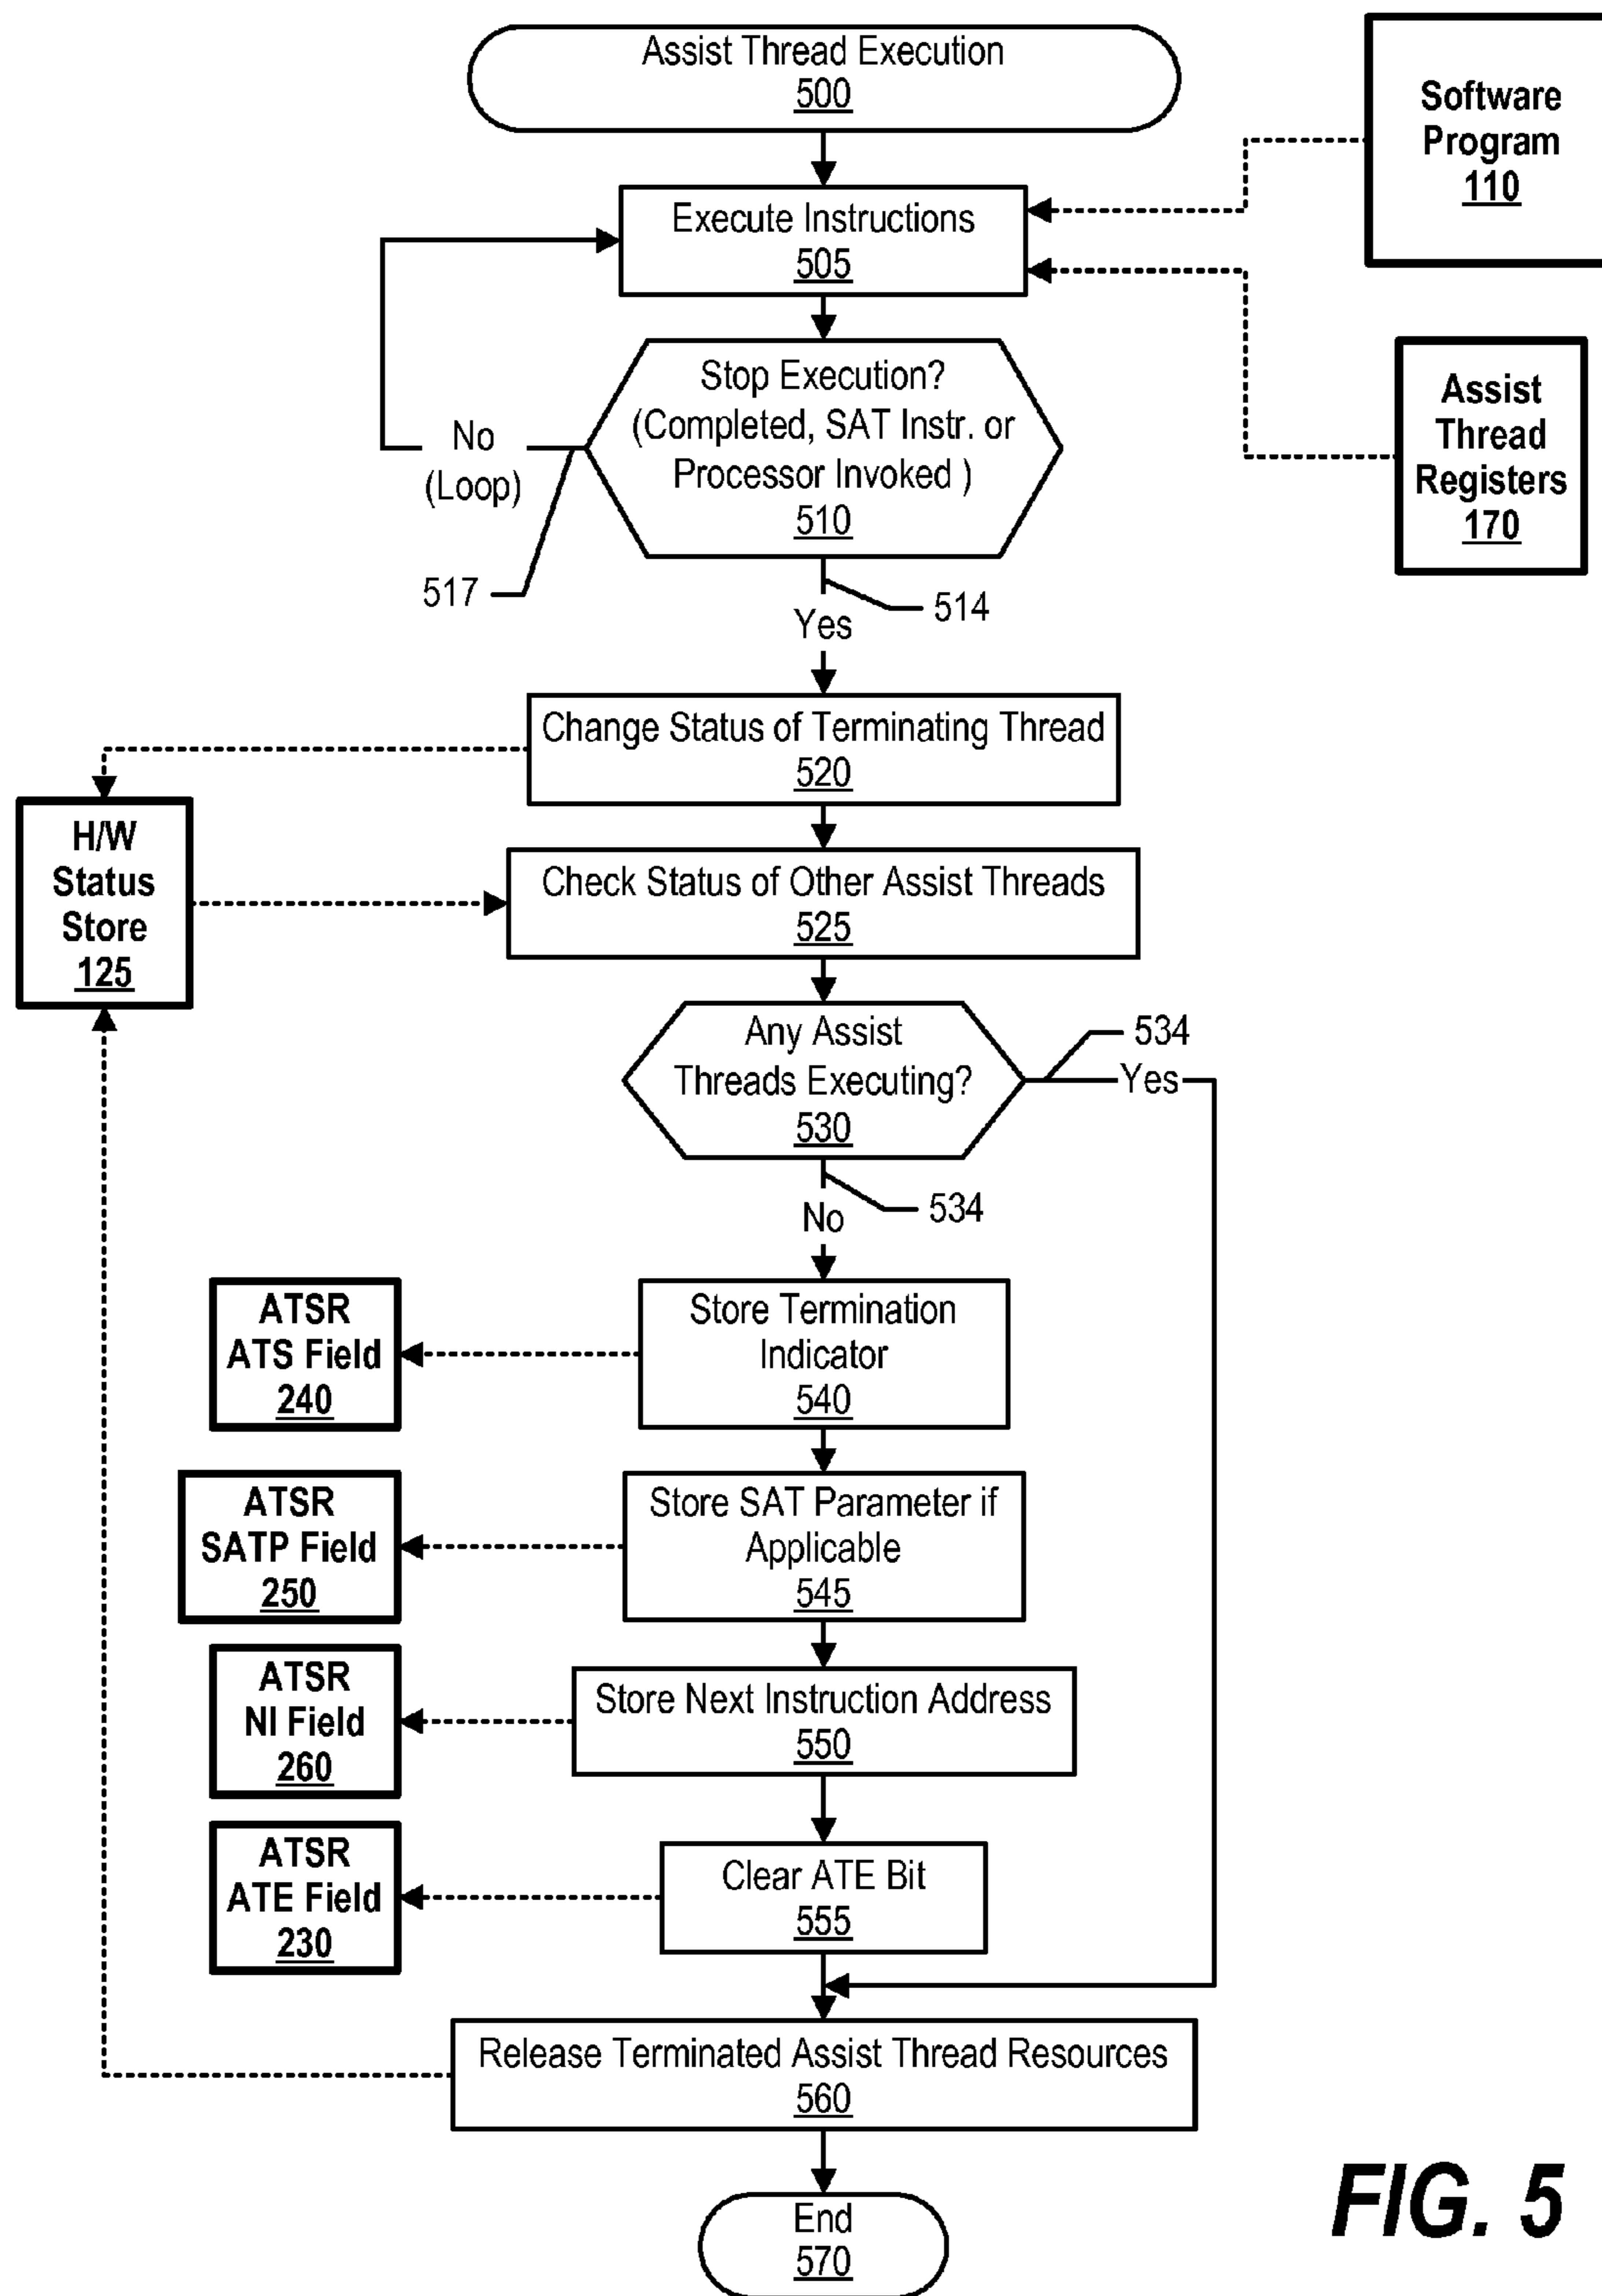 Assist Thread Execution
500
Software
Program
110
Execute Instructions
505
Stop Execution?
(Completed, SAT Instr. or
Processor Invoked )
510
No
(Loop)
Assist
Thread
Registers
170
517
514
Yes
Change Status of Terminating Thread
520
H/W
Status
Store
125
Check Status of Other Assist Threads
525
Any Assist
Threads Executing?
530
534
Yes
534
No
ATSR
ATS Field
240
Store Termination
Indicator
540
ATSR
SATP Field
250
Store SAT Parameter if
Applicable
545
ATSR
NI Field
260
Store Next Instruction Address
550
ATSR
ATE Field
230
Clear ATE Bit
555
Release Terminated Assist Thread Resources
560
End
570
FIG. 5